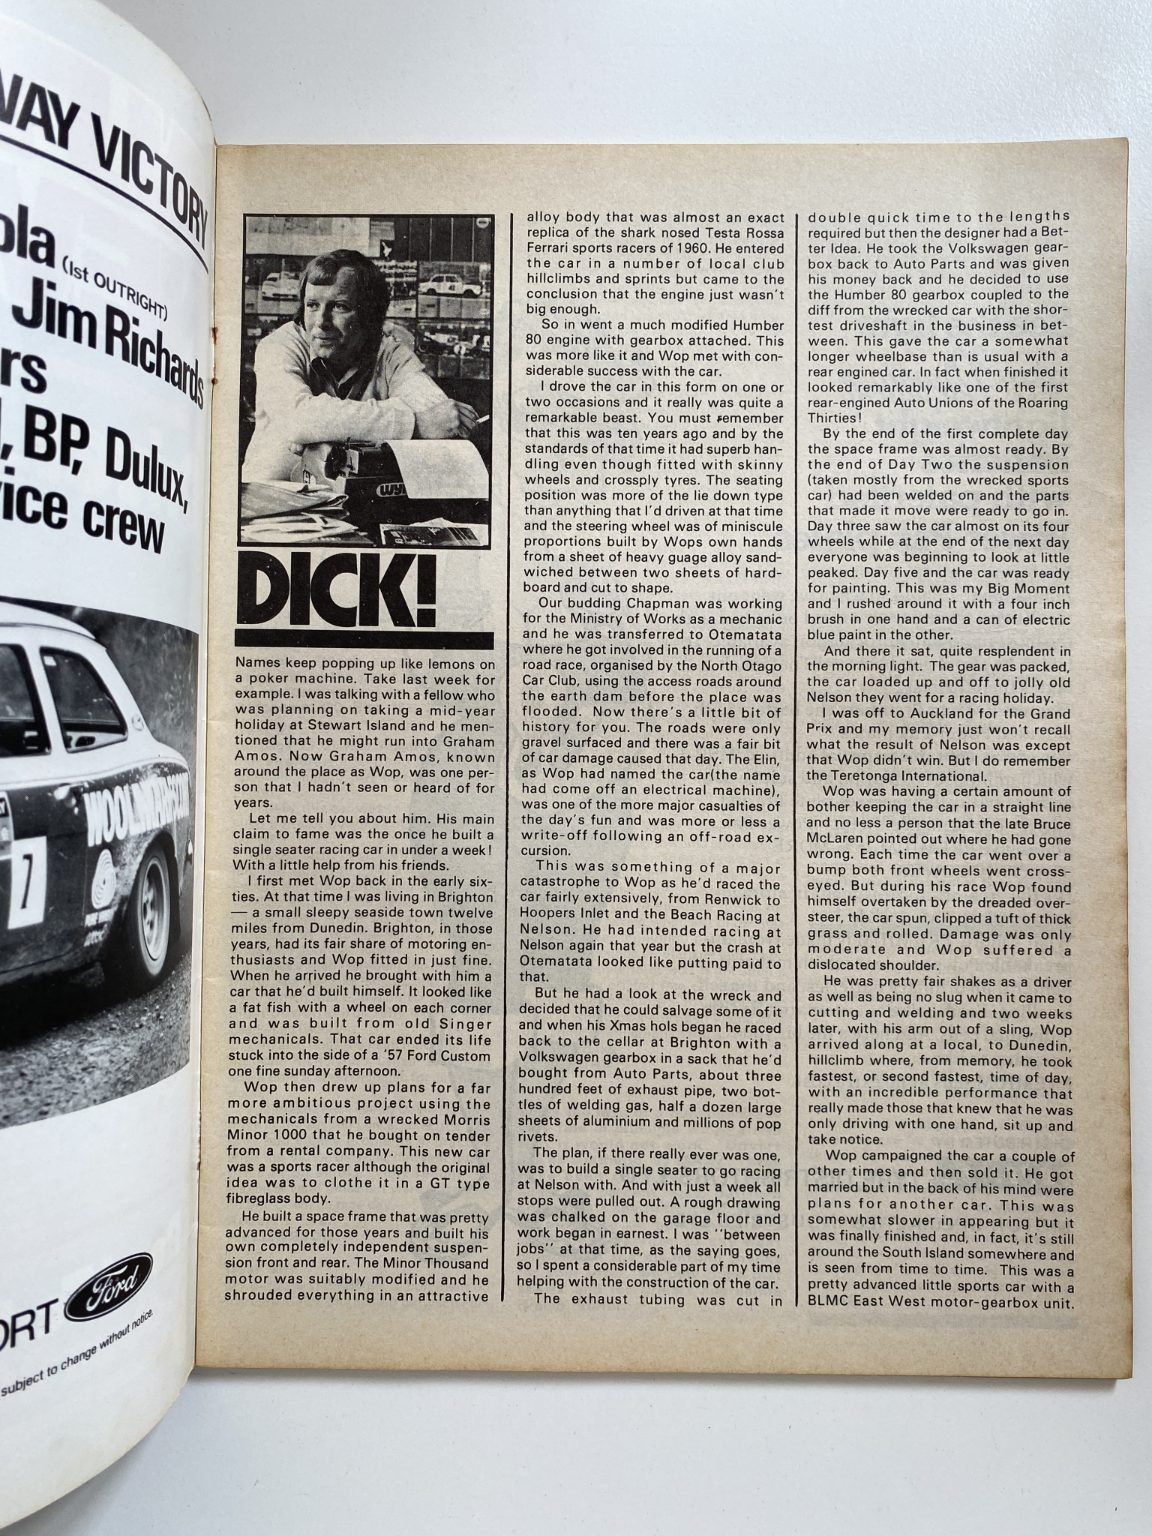 WAY VICTORY
ola (1st OUTRIGHT)
Jim Richards
rs
, BP, Dulux,
vice crew
WOOLMARK
7
ORT Ford
subject to change without notice
DICK!
Names keep popping up like lemons on
a poker machine. Take last week for
example. I was talking with a fellow who
was planning on taking a mid-year
holiday at Stewart Island and he men-
tioned that he might run into Graham
Amos. Now Graham Amos, known
around the place as Wop, was one per-
son that I hadn't seen or heard of for
years.
Let me tell you about him. His main
claim to fame was the once he built a
single seater racing car in under a week!
With a little help from his friends.
I first met Wop back in the early six-
ties. At that time I was living in Brighton
— a small sleepy seaside town twelve
miles from Dunedin. Brighton, in those
years, had its fair share of motoring en-
thusiasts and Wop fitted in just fine.
When he arrived he brought with him a
car that he'd built himself. It looked like
a fat fish with a wheel on each corner
and was built from old Singer
mechanicals. That car ended its life
stuck into the side of a '57 Ford Custom
one fine sunday afternoon.
Wop then drew up plans for a far
more ambitious project using the
mechanicals from a wrecked Morris
Minor 1000 that he bought on tender
from a rental company. This new car
was a sports racer although the original
idea was to clothe it in a GT type
fibreglass body.
He built a space frame that was pretty
advanced for those years and built his
own completely independent suspen-
sion front and rear. The Minor Thousand
motor was suitably modified and he
shrouded everything in an attractive
alloy body that was almost an exact
replica of the shark nosed Testa Rossa
Ferrari sports racers of 1960. He entered
the car in a number of local club
hillclimbs and sprints but came to the
conclusion that the engine just wasn't
big enough.
So in went a much modified Humber
80 engine with gearbox attached. This
was more like it and Wop met with con-
siderable success with the car.
I drove the car in this form on one or
two occasions and it really was quite a
remarkable beast. You must remember
that this was ten years ago and by the
standards of that time it had superb han-
dling even though fitted with skinny
wheels and crossply tyres. The seating
position was more of the lie down type
than anything that I'd driven at that time
and the steering wheel was of miniscule
proportions built by Wops own hands
from a sheet of heavy guage alloy sand-
wiched between two sheets of hard-
board and cut to shape.
Our budding Chapman was working
for the Ministry of Works as a mechanic
and he was transferred to Otematata
where he got involved in the running of a
road race, organised by the North Otago
Car Club, using the access roads around
the earth dam before the place was
flooded. Now there's a little bit of
history for you. The roads were only
gravel surfaced and there was a fair bit
of car damage caused that day. The Elin,
as Wop had named the car(the name
had come off an electrical machine),
was one of the more major casualties of
the day's fun and was more or less a
write-off following an off-road ex-
cursion.
This was something of a major
catastrophe to Wop as he'd raced the
car fairly extensively, from Renwick to
Hoopers Inlet and the Beach Racing at
Nelson. He had intended racing at
Nelson again that year but the crash at
Otematata looked like putting paid to
that.
But he had a look at the wreck and
decided that he could salvage some of it
and when his Xmas hols began he raced
back to the cellar at Brighton with a
Volkswagen gearbox in a sack that he'd
bought from Auto Parts, about three
hundred feet of exhaust pipe, two bot-
tles of welding gas, half a dozen large
sheets of aluminium and millions of pop
rivets.
The plan, if there really ever was one,
was to build a single seater to go racing
at Nelson with. And with just a week all
stops were pulled out. A rough drawing
was chalked on the garage floor and
work began in earnest. I was "between
jobs" at that time, as the saying goes,
so I spent a considerable part of my time
helping with the construction of the car.
The exhaust tubing was cut in
double quick time to the lengths
required but then the designer had a Bet-
ter Idea. He took the Volkswagen gear-
box back to Auto Parts and was given
his money back and he decided to use
the Humber 80 gearbox coupled to the
diff from the wrecked car with the shor-
test driveshaft in the business in bet-
ween. This gave the car a somewhat
longer wheelbase than is usual with a
rear engined car. In fact when finished it
looked remarkably like one of the first
rear-engined Auto Unions of the Roaring
Thirties!
By the end of the first complete day
the space frame was almost ready. By
the end of Day Two the suspension
(taken mostly from the wrecked sports
car) had been welded on and the parts
that made it move were ready to go in.
Day three saw the car almost on its four
wheels while at the end of the next day
everyone was beginning to look at little
peaked. Day five and the car was ready
for painting. This was my Big Moment
and I rushed around it with a four inch
brush in one hand and a can of electric
blue paint in the other.
And there it sat, quite resplendent in
the morning light. The gear was packed,
the car loaded up and off to jolly old
Nelson they went for a racing holiday.
I was off to Auckland for the Grand
Prix and my memory just won't recall
what the result of Nelson was except
that Wop didn't win. But I do remember
the Teretonga International.
Wop was having a certain amount of
bother keeping the car in a straight line
and no less a person that the late Bruce
McLaren pointed out where he had gone
wrong. Each time the car went over a
bump both front wheels went cross-
eyed. But during his race Wop found
himself overtaken by the dreaded over-
steer, the car spun, clipped a tuft of thick
grass and rolled. Damage was only
moderate and Wop suffered a
dislocated shoulder.
He was pretty fair shakes as a driver
as well as being no slug when it came to
cutting and welding and two weeks
later, with his arm out of a sling, Wop
arrived along at a local, to Dunedin,
hillclimb where, from memory, he took
fastest, or second fastest, time of day,
with an incredible performance that
really made those that knew that he was
only driving with one hand, sit up and
take notice.
Wop campaigned the car a couple of
other times and then sold it. He got
married but in the back of his mind were
plans for another car. This was
somewhat slower in appearing but it
was finally finished and, in fact, it's still
around the South Island somewhere and
is seen from time to time. This was a
pretty advanced little sports car with a
BLMC East West motor-gearbox unit.